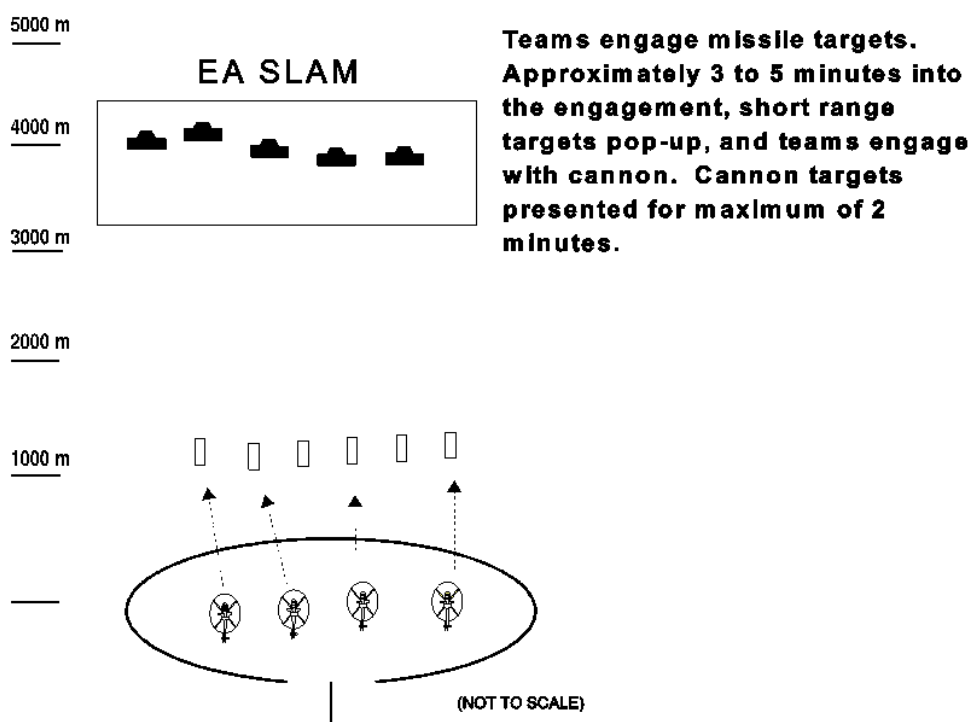 5000 m
EA SLAM
Teams engage missile targets.
Approximately 3 to 5 minutes into
the engagement, short range
targets pop-up, and teams engage
with cannon. Cannon targets
presented for maximum of 2
minutes.
4000 m
3000 m
2000 m
1000 m
(NOT TO SCALE)